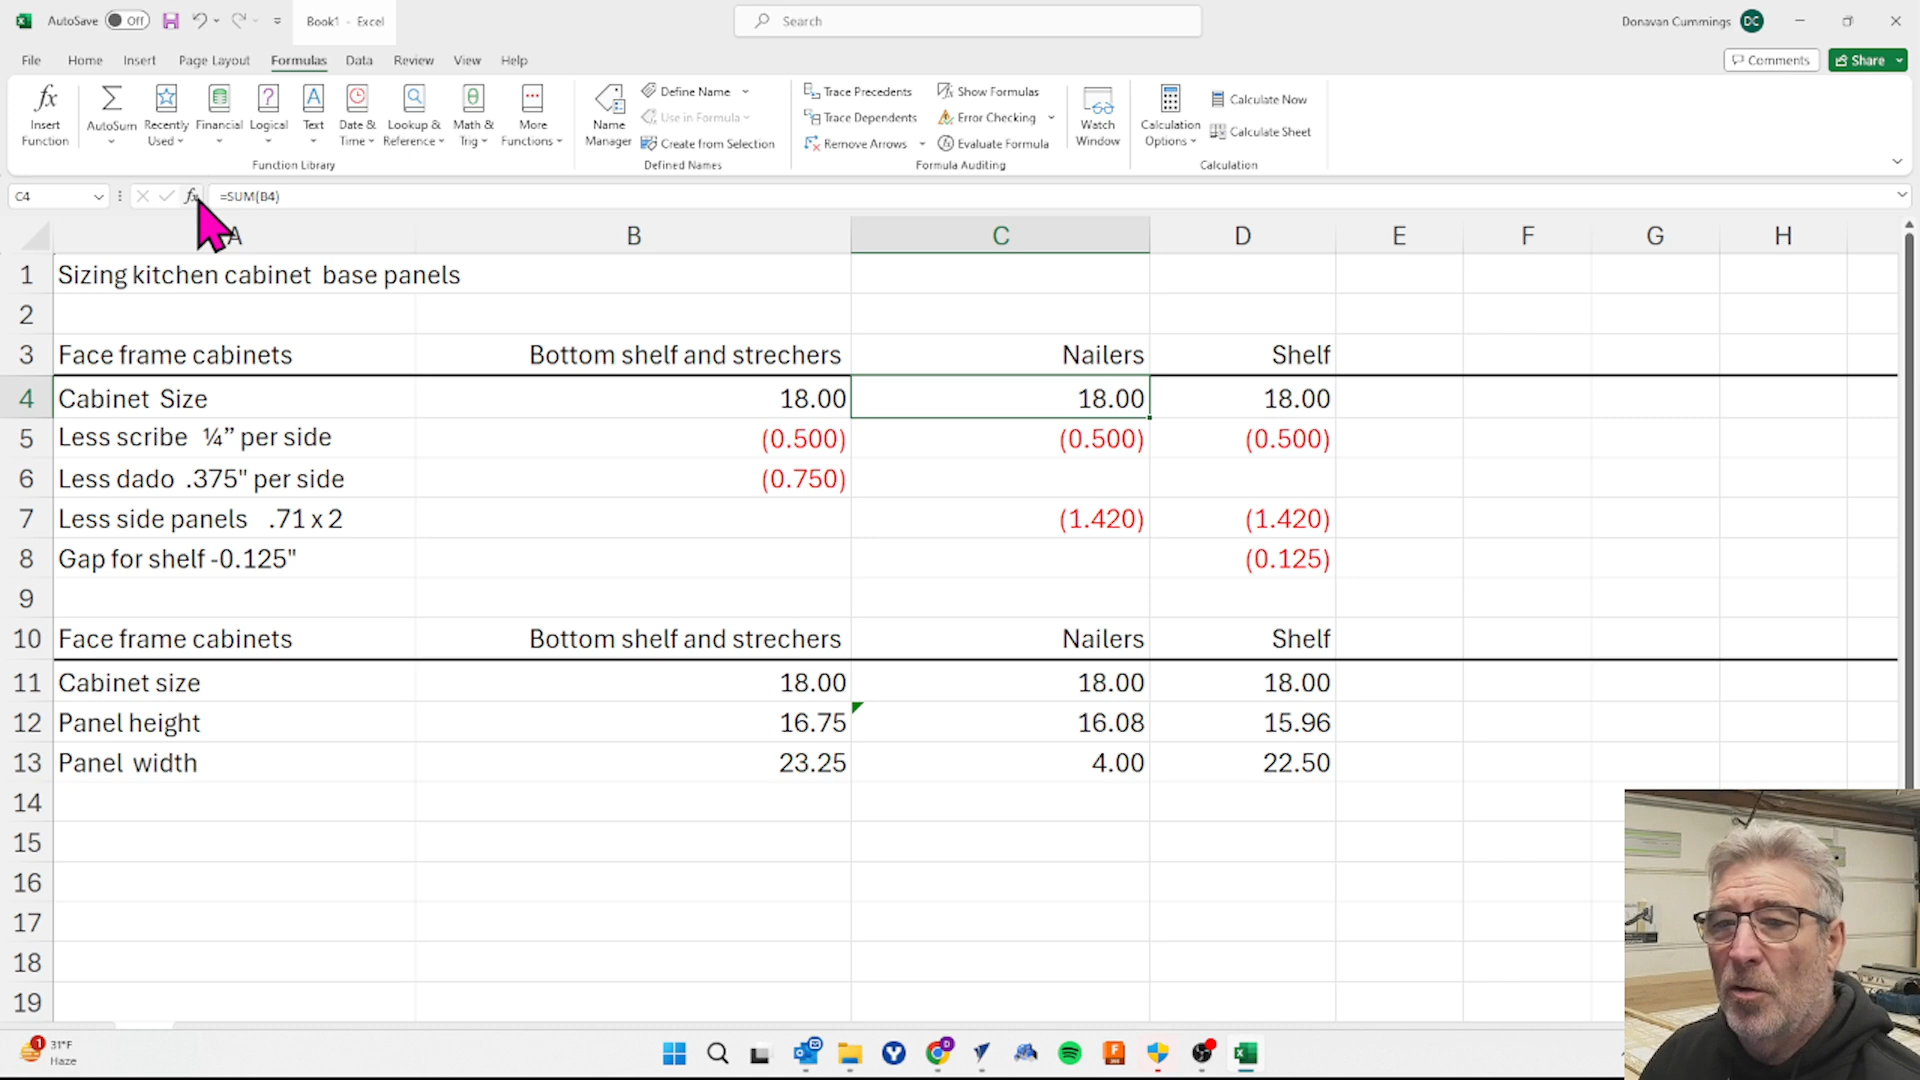 AutoSave Off Book1 - Excel Search Donavan Cummings DC
File Home Insert Page Layout Formulas Data Review View Help Comments Share
Insert Function AutoSum Recently Used Financial Logical Text Date & Time Lookup & Reference Math & Trig More Functions
Function Library
Name Manager Define Name Use in Formula Create from Selection
Defined Names
Trace Precedents Show Formulas
Trace Dependents Error Checking
Remove Arrows Evaluate Formula
Formula Auditing
Watch Window
Calculation Options Calculate Now Calculate Sheet
Calculation
C4 fx =SUM(B4)
A B C D E F G H
1 Sizing kitchen cabinet base panels
2
3 Face frame cabinets Bottom shelf and strechers Nailers Shelf
4 Cabinet Size 18.00 18.00 18.00
5 Less scribe ¼” per side (0.500) (0.500) (0.500)
6 Less dado .375" per side (0.750)
7 Less side panels .71 x 2 (1.420) (1.420)
8 Gap for shelf -0.125" (0.125)
9
10 Face frame cabinets Bottom shelf and strechers Nailers Shelf
11 Cabinet size 18.00 18.00 18.00
12 Panel height 16.75 16.08 15.96
13 Panel width 23.25 4.00 22.50
14
15
16
17
18
19
1 31°F
Haze